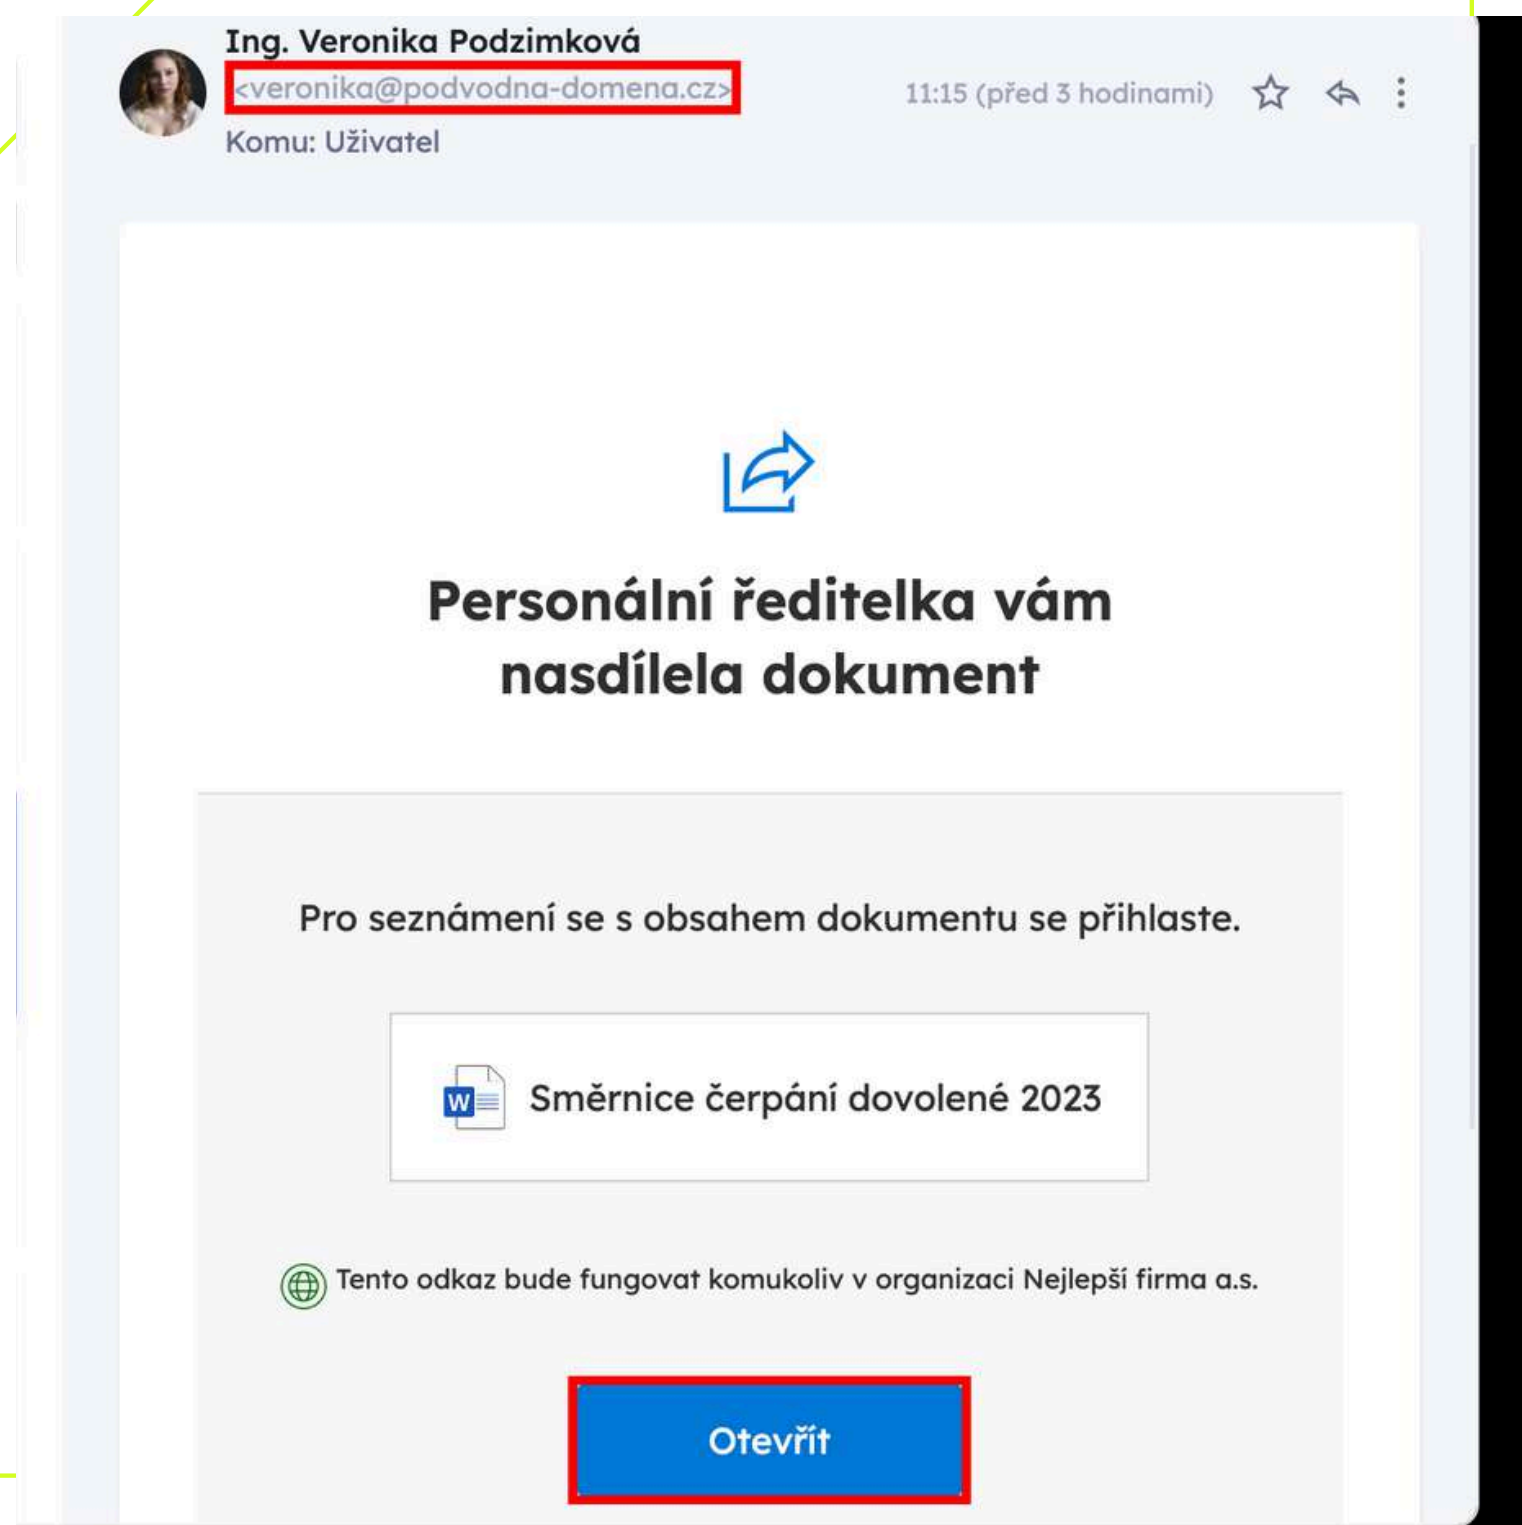 Ing. Veronika Podzimková
<veronika@podvodna-domena.cz>
11:15 (před 3 hodinami)
Komu: Uživatel
Personální ředitelka vám
nasdílela dokument
Pro seznámení se s obsahem dokumentu se přihlaste.
W
Směrnice čerpání dovolené 2023
Tento odkaz bude fungovat komukoliv v organizaci Nejlepší firma a.s.
Otevřít